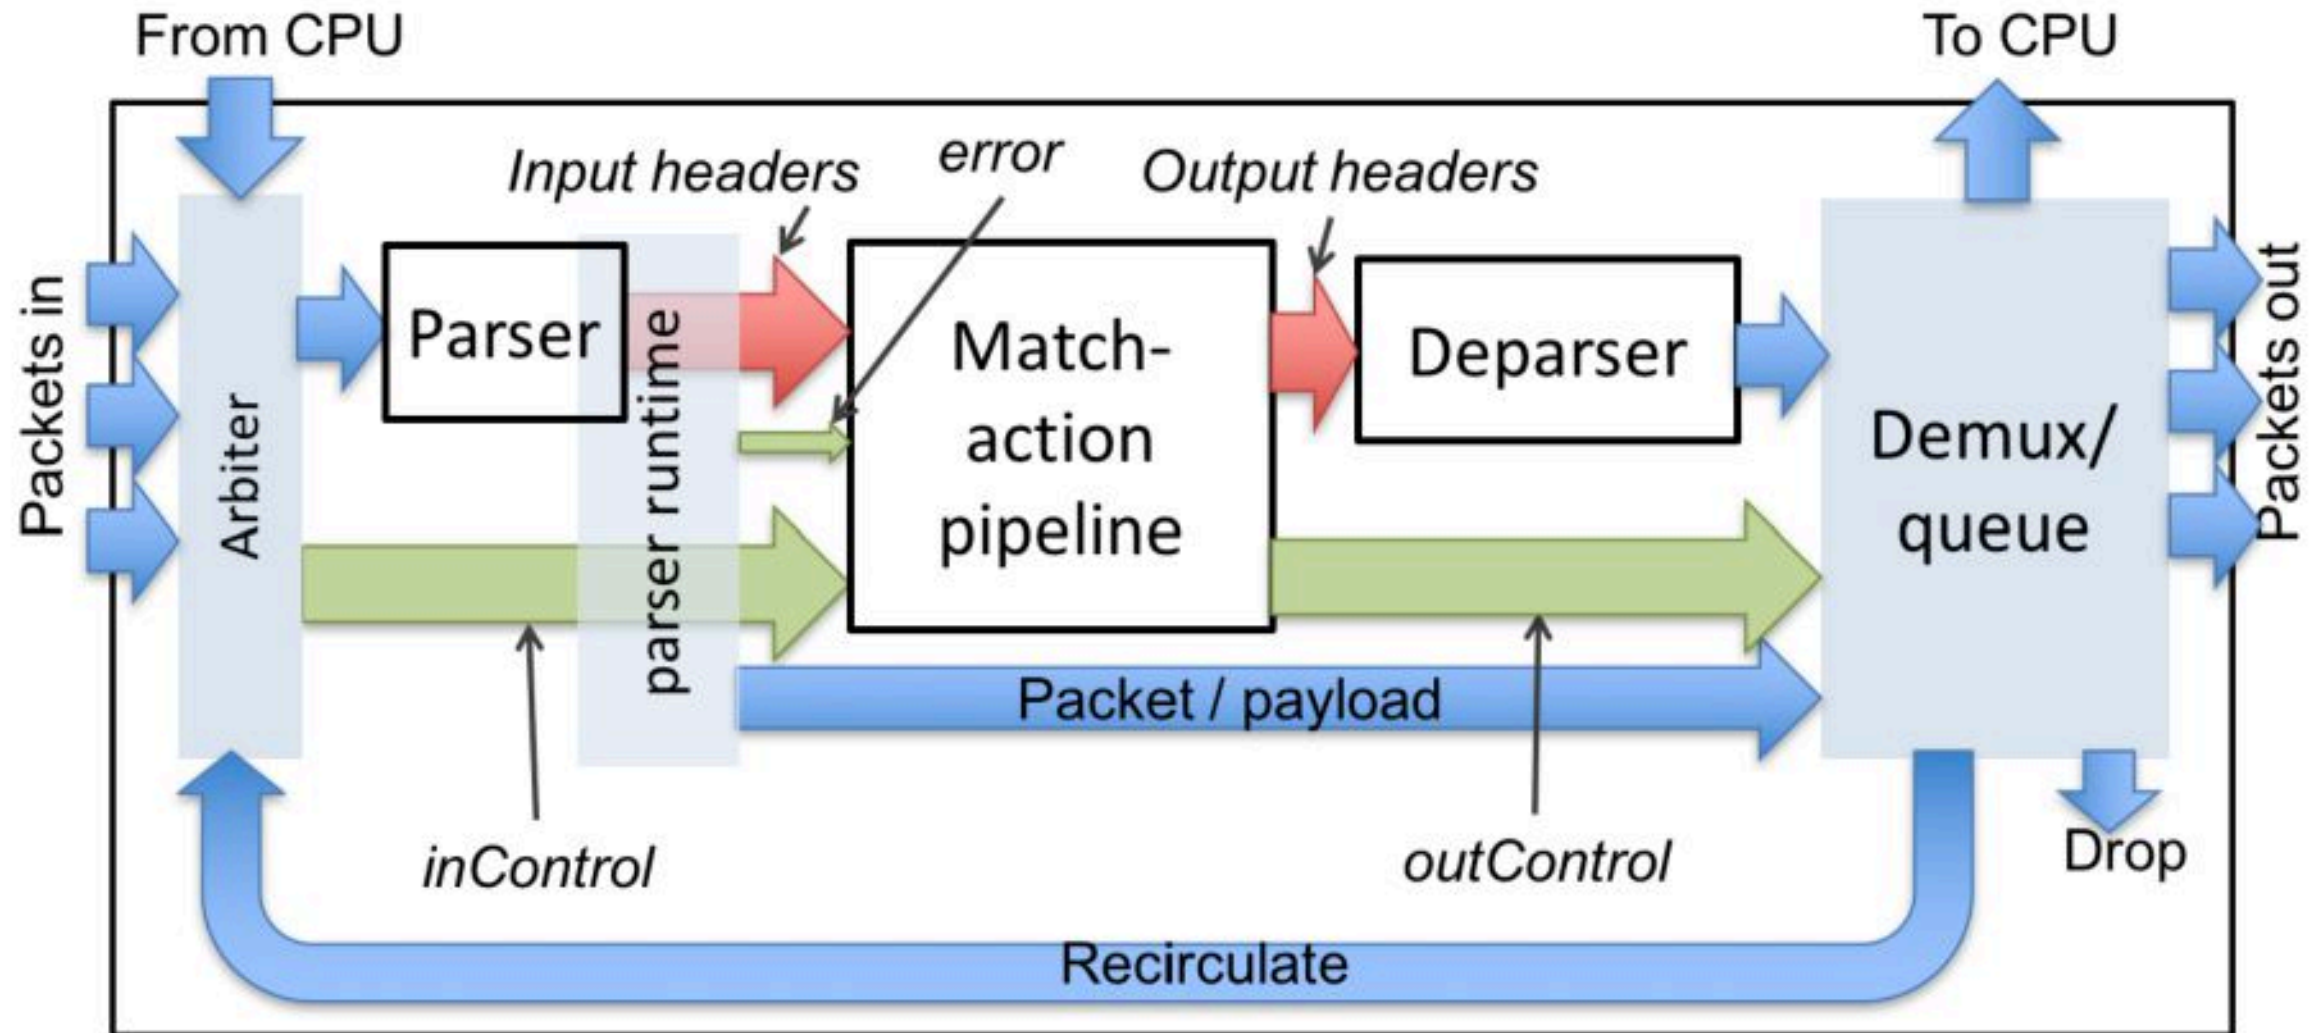 From CPU
To CPU
Input headers
error
Output headers
Packets in
Arbiter
Parser
parser runtime
Match-
action
pipeline
Deparser
Demux/
queue
Packets out
Packet / payload
inControl
outControl
Drop
Recirculate